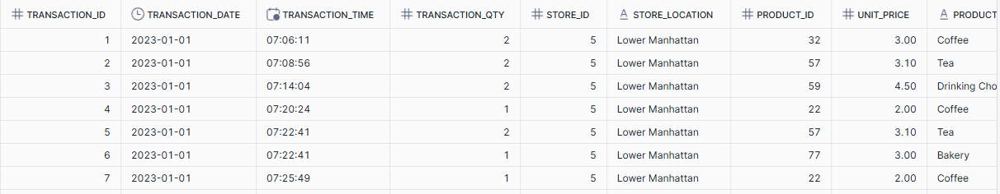 TRANSACTION_ID TRANSACTION_DATE TRANSACTION_TIME TRANSACTION_QTY STORE_ID STORE_LOCATION PRODUCT_ID UNIT_PRICE PRODUCT
1 2023-01-01 07:06:11 2 5 Lower Manhattan 32 3.00 Coffee
2 2023-01-01 07:08:56 2 5 Lower Manhattan 57 3.10 Tea
3 2023-01-01 07:14:04 2 5 Lower Manhattan 59 4.50 Drinking Cho
4 2023-01-01 07:20:24 1 5 Lower Manhattan 22 2.00 Coffee
5 2023-01-01 07:22:41 2 5 Lower Manhattan 57 3.10 Tea
6 2023-01-01 07:22:41 1 5 Lower Manhattan 77 3.00 Bakery
7 2023-01-01 07:25:49 1 5 Lower Manhattan 22 2.00 Coffee